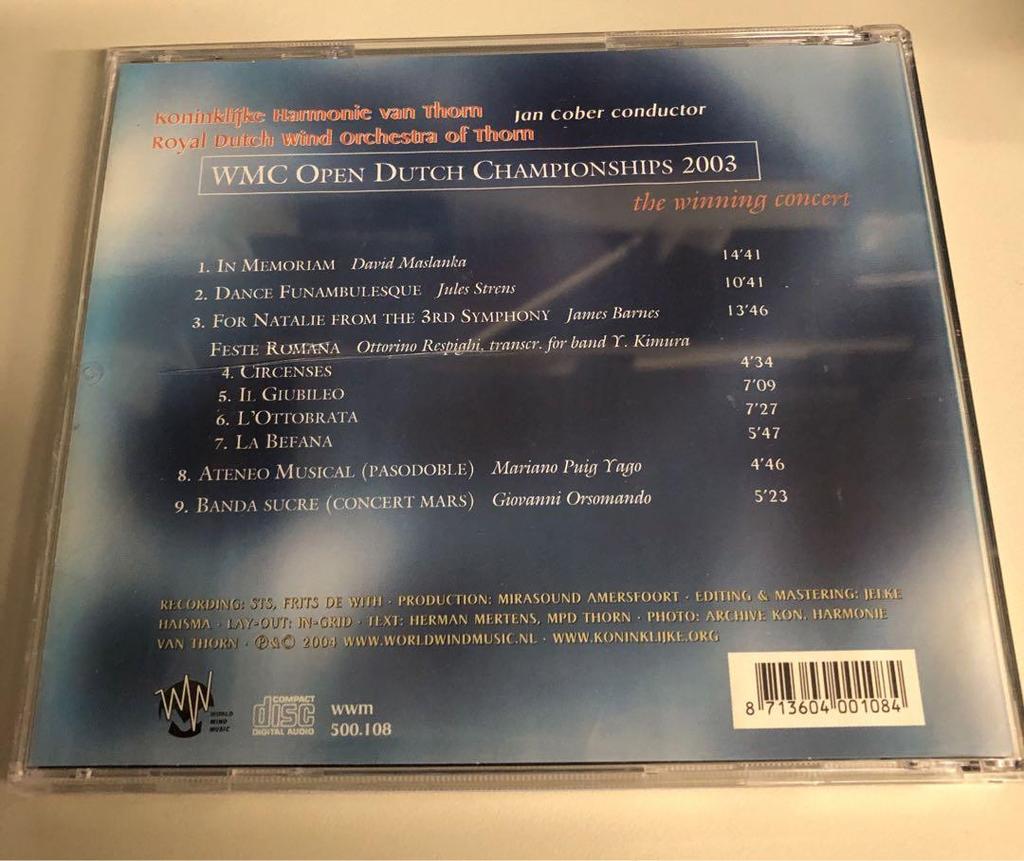 Koninklijke Harmonie van Thorn Jan Cober conductor
Royal Dutch Wind Orchestra of Thorn
WMC OPEN DUTCH CHAMPIONSHIPS 2003
the winning concert
1. IN MEMORIAM David Maslanka 14'41
2. DANCE FUNAMBULESQUE Jules Strens 10'41
3. FOR NATALIE FROM THE 3RD SYMPHONY James Barnes 13'46
FESTE ROMANA Ottorino Respighi, transcr. for band Y. Kimura
4. CIRCENSES 4'34
5. IL GIUBILEO 7'09
6. L'OTTOBRATA 7'27
7. LA BEFANA 5'47
8. ATENEO MUSICAL (PASODOBLE) Mariano Puig Yago 4'46
9. BANDA SUCRE (CONCERT MARS) Giovanni Orsomando 5'23
RECORDING: STS, FRITS DE WITH · PRODUCTION: MIRASOUND AMERSFOORT · EDITING & MASTERING: JELKE
HAISMA · LAY-OUT: IN-GRID · TEXT: HERMAN MERTENS, MPD THORN · PHOTO: ARCHIVE KON. HARMONIE
VAN THORN · ℗&© 2004 WWW.WORLDWINDMUSIC.NL · WWW.KONINKLIJKE.ORG
WWM
WORLD
WIND
MUSIC
COMPACT
disc
DIGITAL AUDIO
wwm
500.108
8 713604 001084